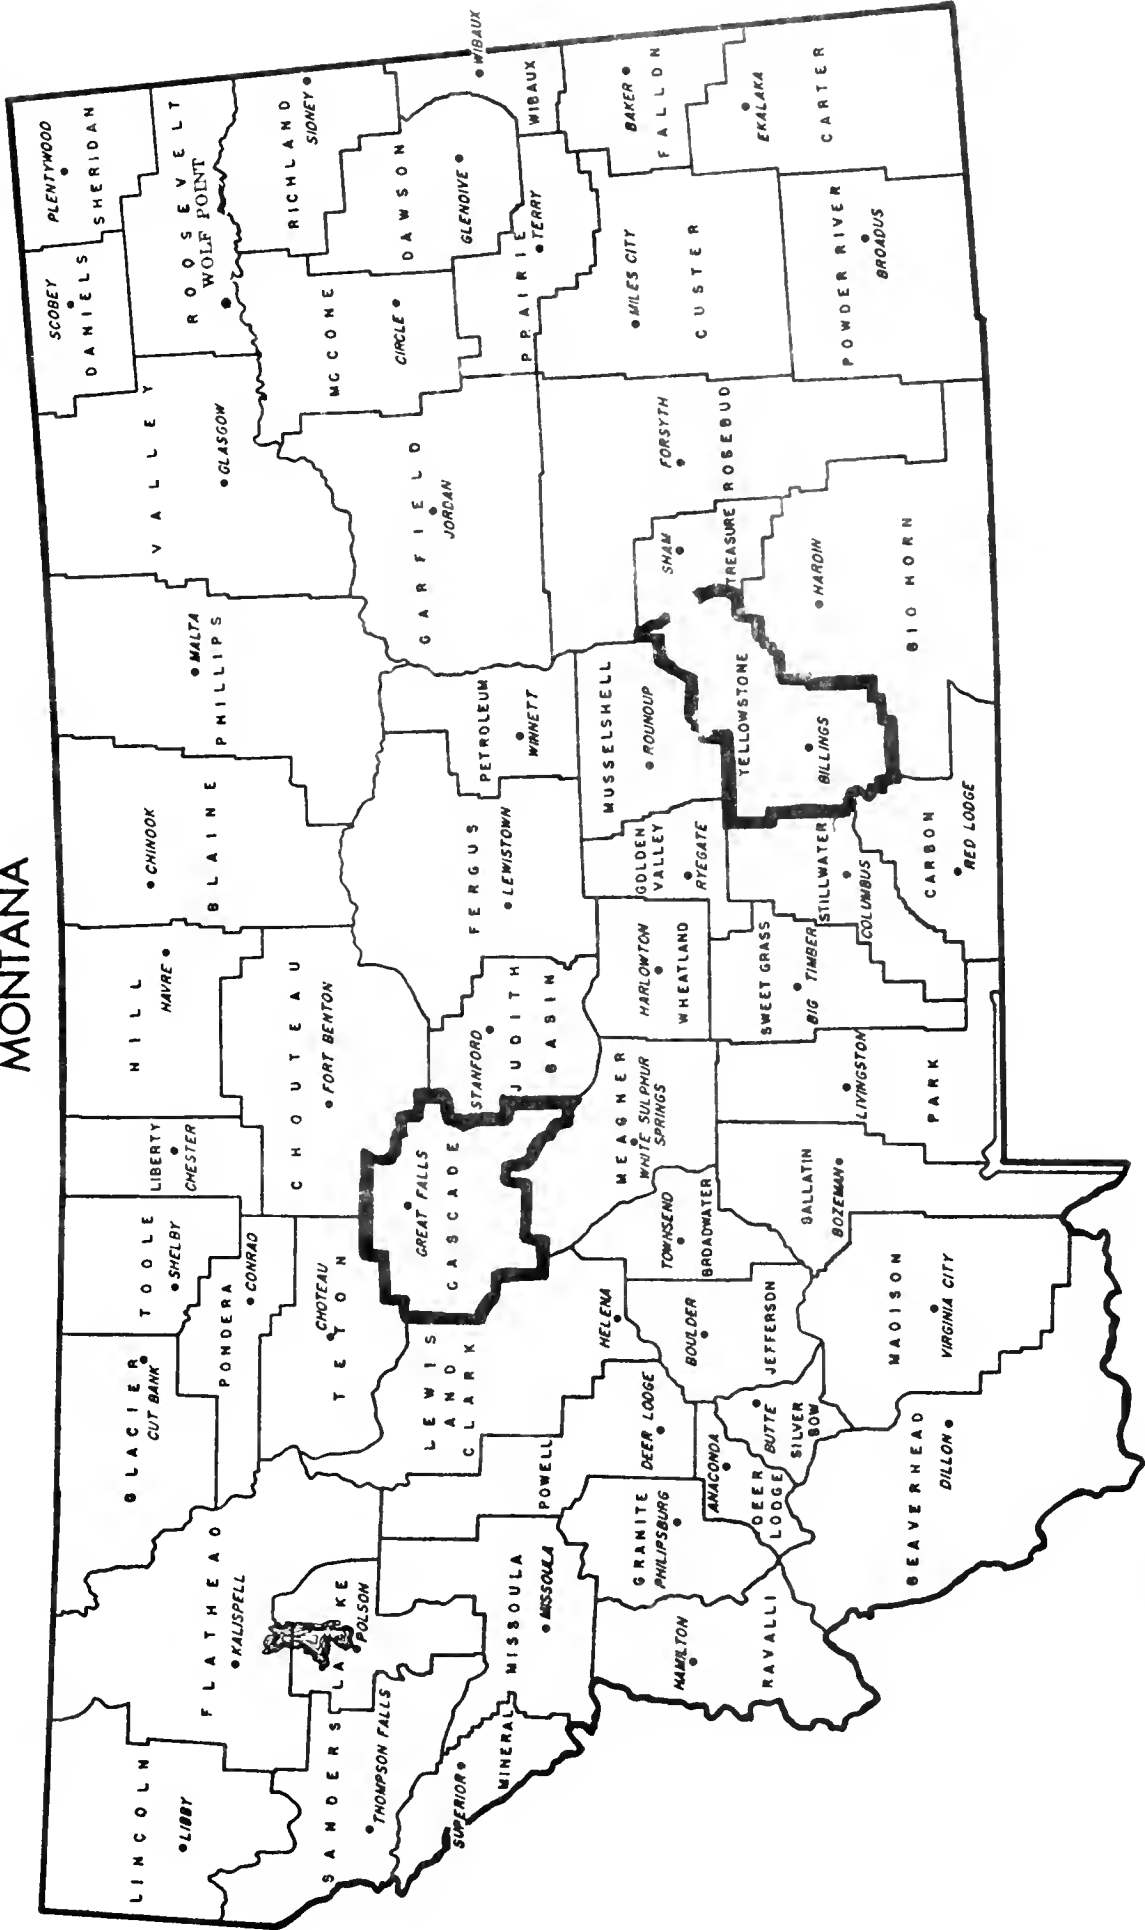 MONTANA
LINCOLN
LIBBY
FLATHEAD
KALISPELL
GLACIER
CUT BANK
TOOLE
SHELBY
LIBERTY
CHESTER
HILL
HAVRE
CHINOOK
BLAINE
MALTA
PHILLIPS
VALLEY
GLASGOW
SCOBEY
DANIELS
PLENTYWOOD
SHERIDAN
ROOSEVELT
WOLF POINT
PONDERA
CONRAD
CHOUTEAU
FORT BENTON
CHOTEAU
TETON
SANDERS
THOMPSON FALLS
LAKE
POLSON
LEWIS
AND
CLARK
HELENA
GREAT FALLS
CASCADE
STANFORD
JUDITH
BASIN
FERGUS
LEWISTOWN
PETROLEUM
WINNETT
GARFIELD
JORDAN
MCCONE
CIRCLE
RICHLAND
SIDNEY
DAWSON
GLENDIVE
WIBAUX
WIBAUX
PRAIRIE
TERRY
SUPERIOR
MINERAL
MISSOULA
MISSOULA
POWELL
DEER LODGE
GRANITE
PHILIPSBURG
MEAGHER
WHITE SULPHUR
SPRINGS
TOWNSEND
BROADWATER
HARLOWTON
WHEATLAND
GOLDEN
VALLEY
RYEGATE
MUSSELSHELL
ROUNDUP
SHAM
TREASURE
FORSYTH
ROSEBUD
MILES CITY
CUSTER
BAKER
FALLON
EKALAKA
CARTER
HAMILTON
RAVALLI
ANACONDA
DEER
LODGE
BUTTE
SILVER
BOW
BOULDER
JEFFERSON
GALLATIN
BOZEMAN
LIVINGSTON
PARK
SWEET GRASS
BIG TIMBER
STILLWATER
COLUMBUS
YELLOWSTONE
BILLINGS
CARBON
RED LODGE
HARDIN
BIG HORN
POWDER RIVER
BROADUS
BEAVERHEAD
DILLON
MADISON
VIRGINIA CITY